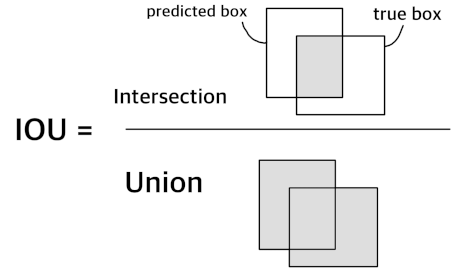 predicted box
true box
Intersection
IOU =
Union